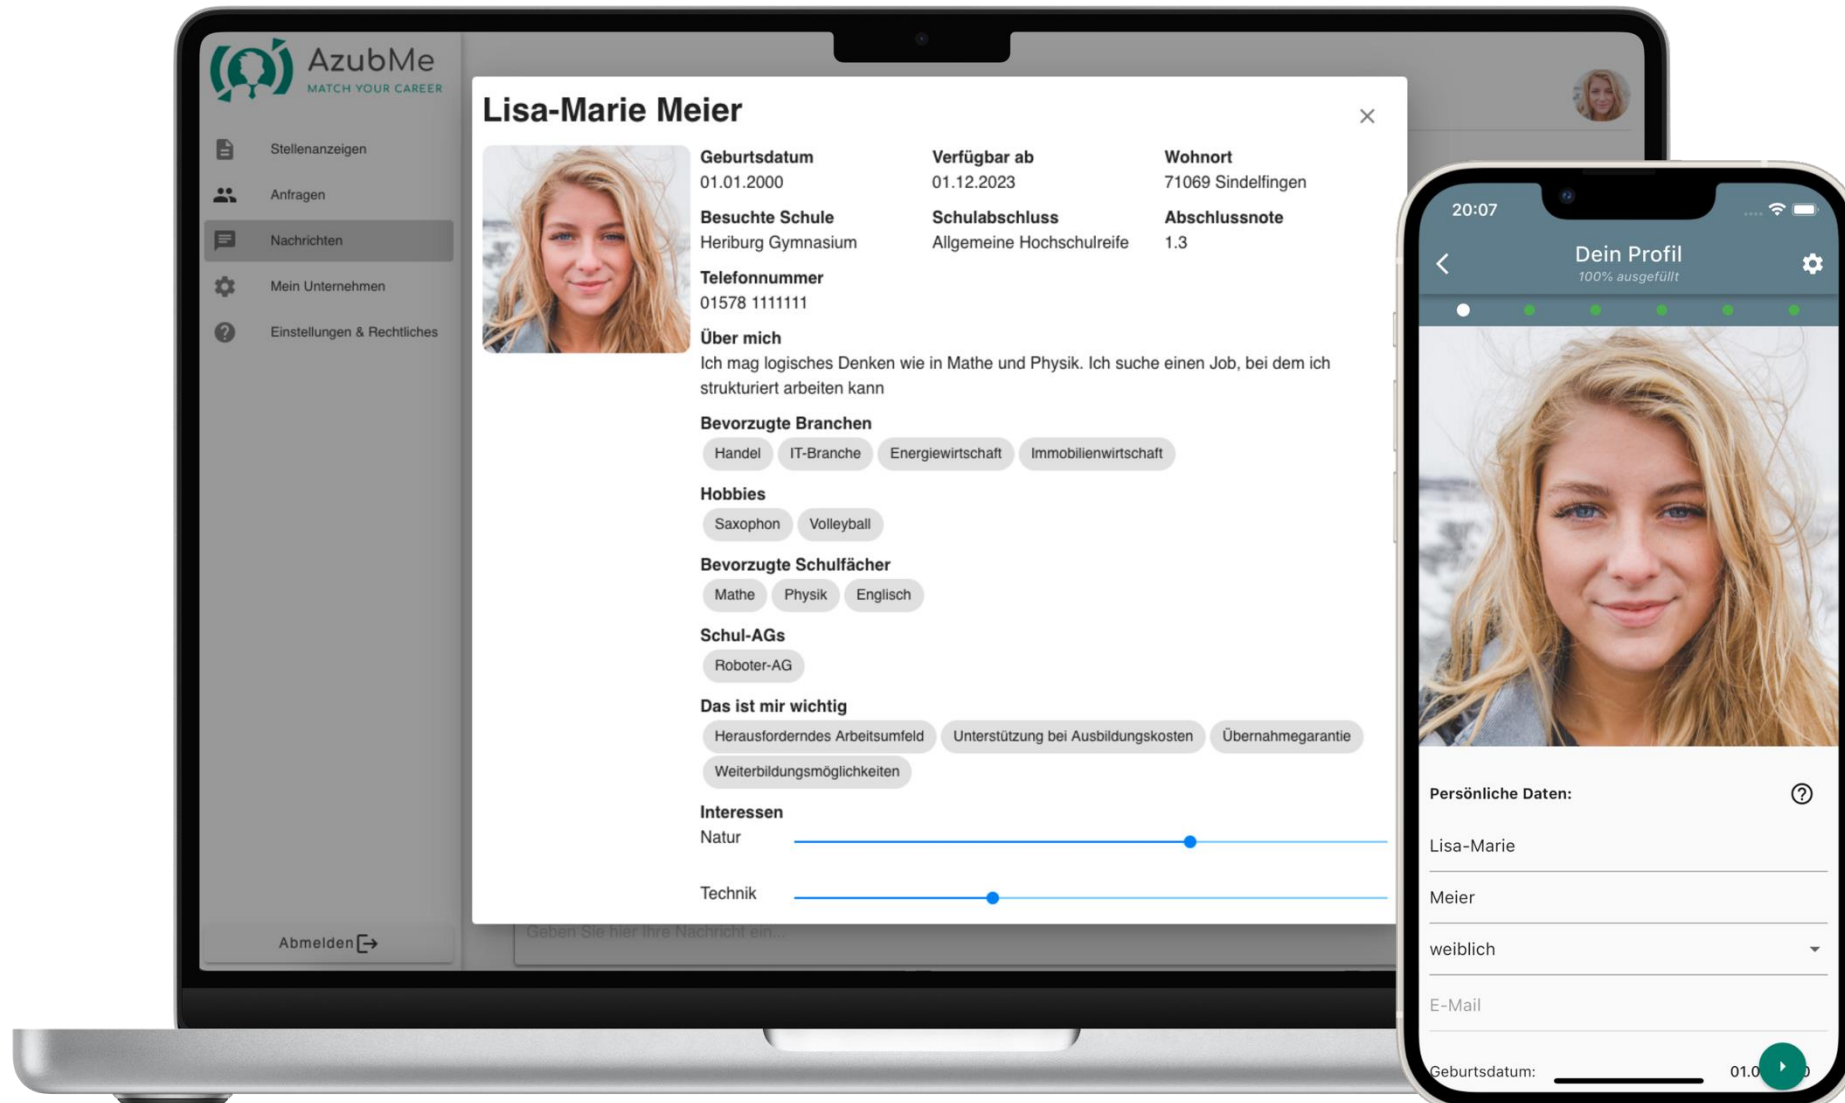 AzubMe
MATCH YOUR CAREER
Stellenanzeigen
Anfragen
Nachrichten
Mein Unternehmen
Einstellungen & Rechtliches
Abmelden
Lisa-Marie Meier
Geburtsdatum Verfügbar ab Wohnort
01.01.2000 01.12.2023 71069 Sindelfingen
Besuchte Schule Schulabschluss Abschlussnote
Heriburg Gymnasium Allgemeine Hochschulreife 1.3
Telefonnummer
01578 1111111
Über mich
Ich mag logisches Denken wie in Mathe und Physik. Ich suche einen Job, bei dem ich
strukturiert arbeiten kann
Bevorzugte Branchen
Handel IT-Branche Energiewirtschaft Immobilienwirtschaft
Hobbies
Saxophon Volleyball
Bevorzugte Schulfächer
Mathe Physik Englisch
Schul-AGs
Roboter-AG
Das ist mir wichtig
Herausforderndes Arbeitsumfeld Unterstützung bei Ausbildungskosten Übernahmegarantie
Weiterbildungsmöglichkeiten
Interessen
Natur
Technik
Geben Sie hier Ihre Nachricht ein...
20:07
Dein Profil
100% ausgefüllt
Persönliche Daten:
Lisa-Marie
Meier
weiblich
E-Mail
Geburtsdatum: